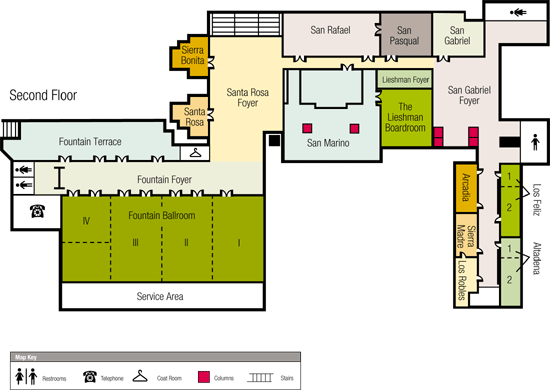 San Rafael
San
Pasqual
San
Gabriel
Sierra
Bonita
Lieshman Foyer
Santa Rosa
Foyer
San Gabriel
Foyer
Second Floor
Santa
Rosa
The
Lieshman
Boardroom
Fountain Terrace
San Marino
Fountain Foyer
Arcadia
1
2
Los Feliz
Fountain Ballroom
IV
III
II
I
Sierra
Madre
Los Robles
1
2
Altadena
Service Area
Map Key
Restrooms
Telephone
Coat Room
Columns
Stairs